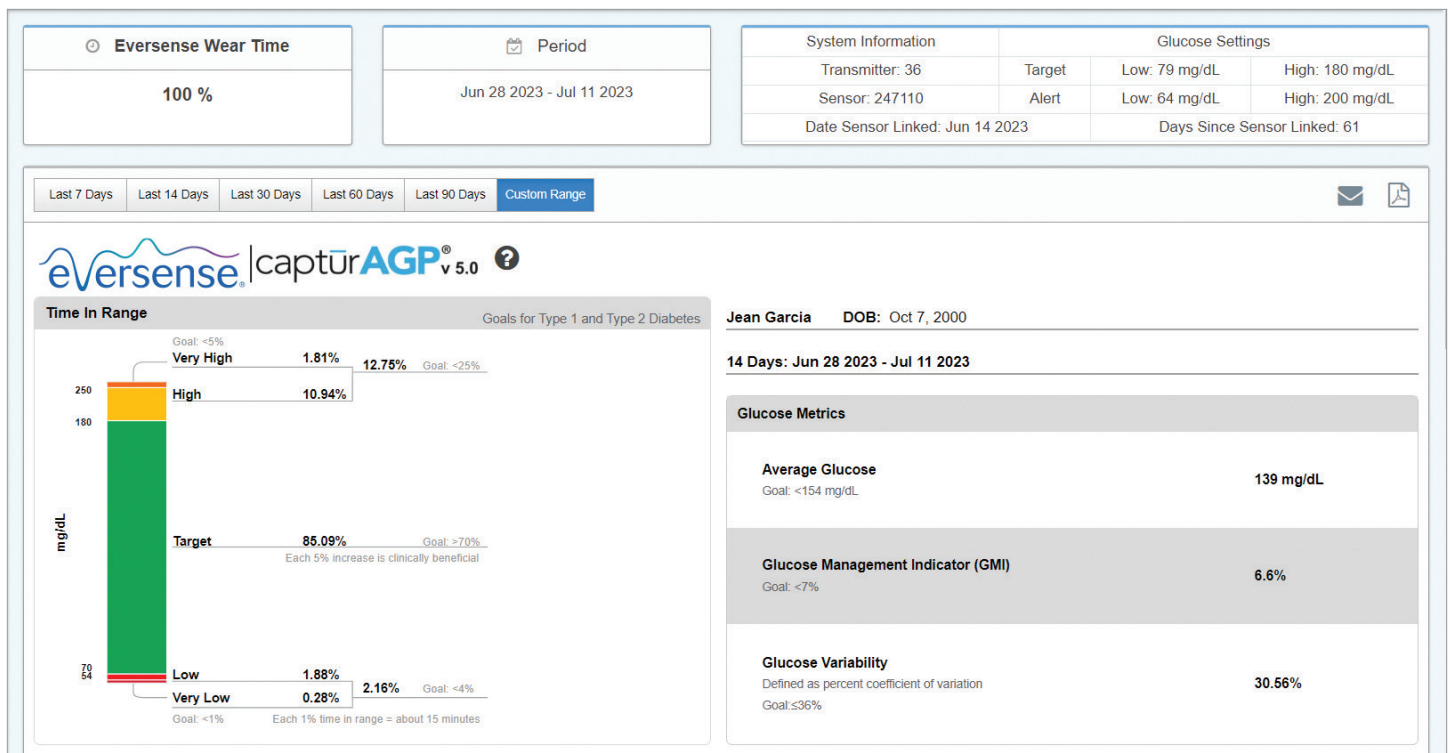 Eversense Wear Time
100 %
Period
Jun 28 2023 - Jul 11 2023
System Information Glucose Settings
Transmitter: 36 Target Low: 79 mg/dL High: 180 mg/dL
Sensor: 247110 Alert Low: 64 mg/dL High: 200 mg/dL
Date Sensor Linked: Jun 14 2023 Days Since Sensor Linked: 61
Last 7 Days Last 14 Days Last 30 Days Last 60 Days Last 90 Days Custom Range
eversense® captūrAGP® v 5.0 ?
Time In Range Goals for Type 1 and Type 2 Diabetes
Goal: <5%
Very High 1.81%
12.75% Goal: <25%
250
High 10.94%
180
mg/dL
Target 85.09% Goal: >70%
Each 5% increase is clinically beneficial
70
54
Low 1.88%
2.16% Goal: <4%
Very Low 0.28%
Goal: <1% Each 1% time in range = about 15 minutes
Jean Garcia DOB: Oct 7, 2000
14 Days: Jun 28 2023 - Jul 11 2023
Glucose Metrics
Average Glucose 139 mg/dL
Goal: <154 mg/dL
Glucose Management Indicator (GMI) 6.6%
Goal: <7%
Glucose Variability
Defined as percent coefficient of variation 30.56%
Goal:≤36%